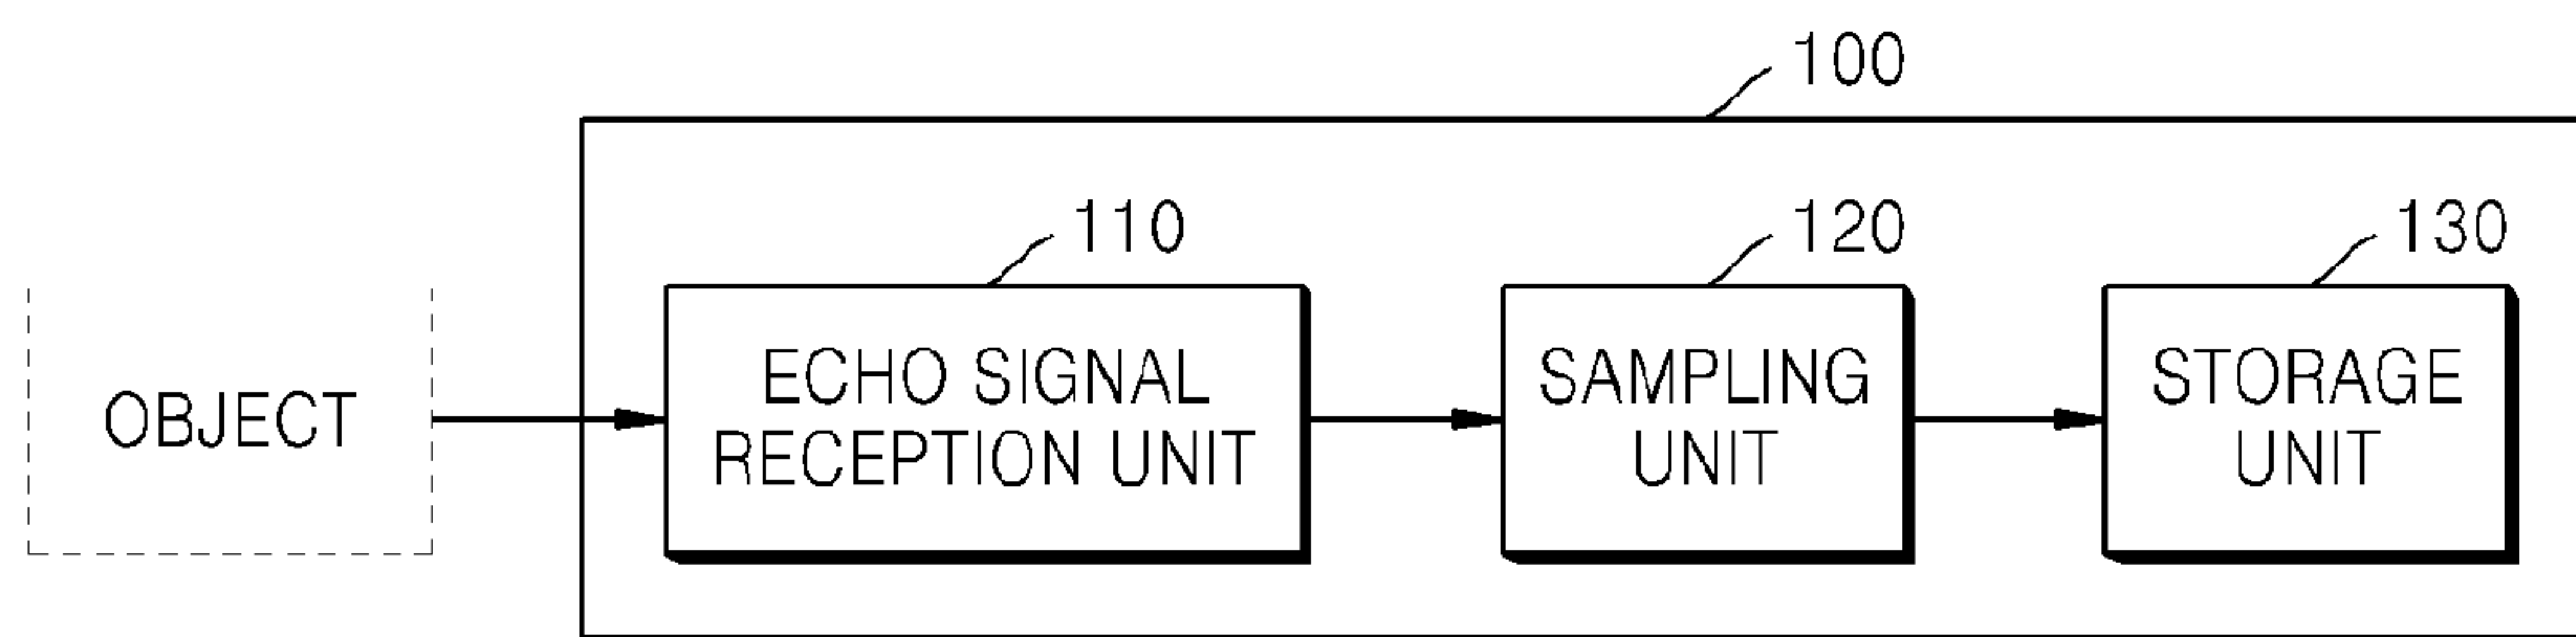 100
110
120
130
OBJECT
ECHO SIGNAL
RECEPTION UNIT
SAMPLING
UNIT
STORAGE
UNIT